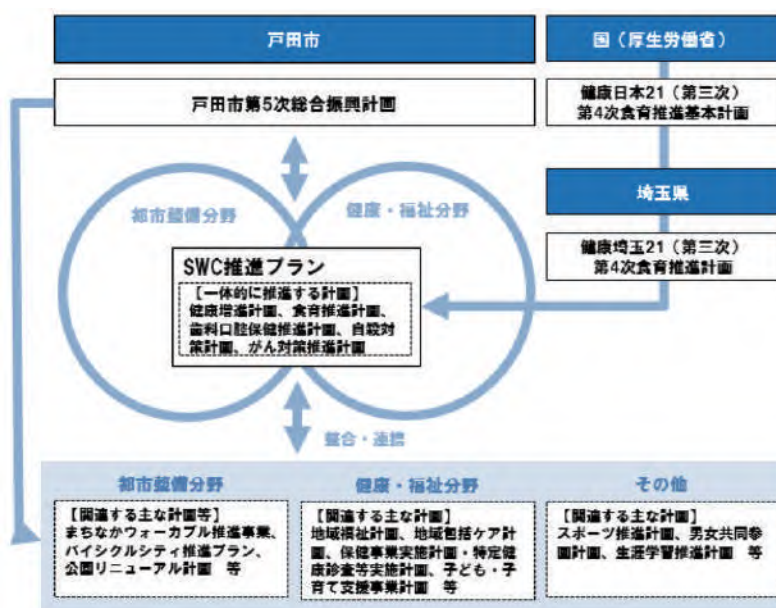 戸田市
国（厚生労働省）
戸田市第5次総合振興計画
健康日本21（第三次）
第4次食育推進基本計画
都市整備分野
健康・福祉分野
埼玉県
健康埼玉21（第三次）
第4次食育推進計画
SWC推進プラン
【一体的に推進する計画】
健康増進計画、食育推進計画、
歯科口腔保健推進計画、自殺対
策計画、がん対策推進計画
整合・連携
都市整備分野
【関連する主な計画等】
まちなかウォーカブル推進事業、
バイシクルシティ推進プラン、
公園リニューアル計画　等
健康・福祉分野
【関連する主な計画】
地域福祉計画、地域包括ケア計
画、保健事業実施計画・特定健
康診査等実施計画、子ども・子
育て支援事業計画　等
その他
【関連する主な計画】
スポーツ推進計画、男女共同参
画計画、生涯学習推進計画　等